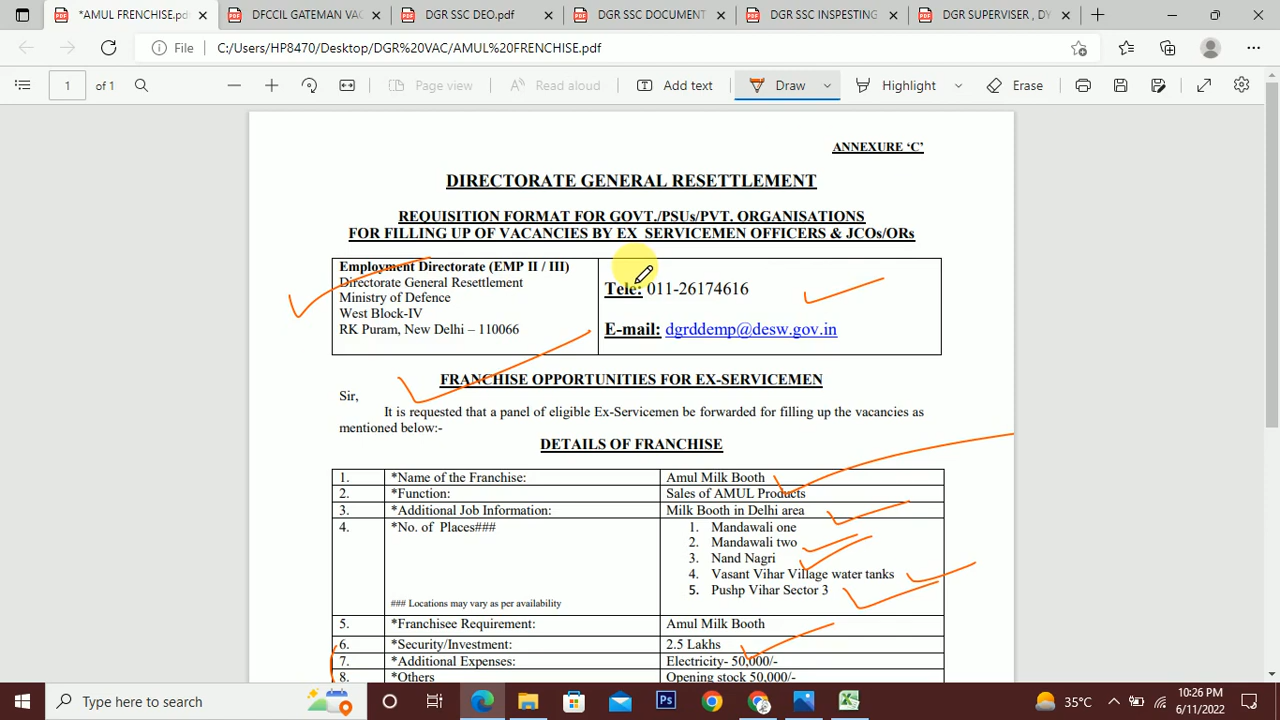 *AMUL FRENCHISE.pdf
DFCCIL GATEMAN VAC
DGR SSC DEO.pdf
DGR SSC DOCUMENT
DGR SSC INSPESTING
DGR SUPERVISER , DY
File
C:/Users/HP8470/Desktop/DGR%20VAC/AMUL%20FRENCHISE.pdf
1 of 1
Page view
Read aloud
Add text
Draw
Highlight
Erase
ANNEXURE ‘C’
DIRECTORATE GENERAL RESETTLEMENT
REQUISITION FORMAT FOR GOVT./PSUs/PVT. ORGANISATIONS
FOR FILLING UP OF VACANCIES BY EX SERVICEMEN OFFICERS & JCOs/ORs
Employment Directorate (EMP II / III)
Directorate General Resettlement
Ministry of Defence
West Block-IV
RK Puram, New Delhi – 110066
Tele: 011-26174616
E-mail: dgrddemp@desw.gov.in
FRANCHISE OPPORTUNITIES FOR EX-SERVICEMEN
Sir,
It is requested that a panel of eligible Ex-Servicemen be forwarded for filling up the vacancies as
mentioned below:-
DETAILS OF FRANCHISE
1. *Name of the Franchise: Amul Milk Booth
2. *Function: Sales of AMUL Products
3. *Additional Job Information: Milk Booth in Delhi area
4. *No. of Places###
1. Mandawali one
2. Mandawali two
3. Nand Nagri
4. Vasant Vihar Village water tanks
5. Pushp Vihar Sector 3
### Locations may vary as per availability
5. *Franchisee Requirement: Amul Milk Booth
6. *Security/Investment: 2.5 Lakhs
7. *Additional Expenses: Electricity- 50,000/-
8. *Others Opening stock 50,000/-
Type here to search
Ps
35°C
10:26 PM
6/11/2022